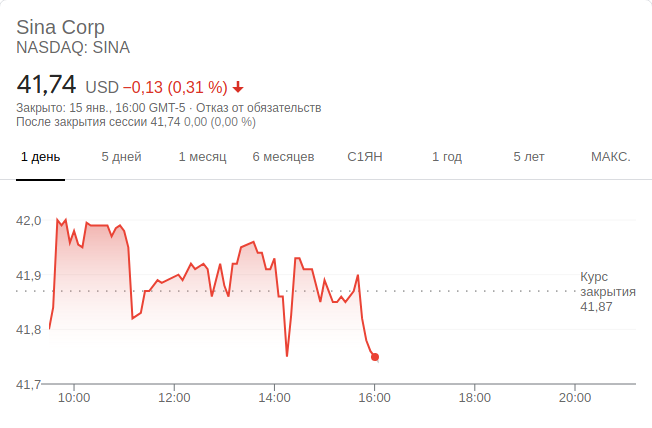 Sina Corp
NASDAQ: SINA
41,74 USD −0,13 (0,31 %)
Закрыто: 15 янв., 16:00 GMT-5 · Отказ от обязательств
После закрытия сессии 41,74 0,00 (0,00 %)
1 день 5 дней 1 месяц 6 месяцев С1ЯН 1 год 5 лет МАКС.
42,0
41,9
Курс
закрытия
41,87
41,8
41,7
10:00 12:00 14:00 16:00 18:00 20:00